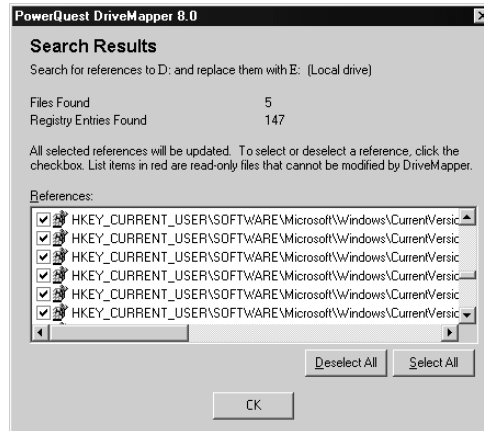 PowerQuest DriveMapper 8.0
Search Results
Search for references to D: and replace them with E: (Local drive)
Files Found 5
Registry Entries Found 147
All selected references will be updated. To select or deselect a reference, click the
checkbox. List items in red are read-only files that cannot be modified by DriveMapper.
References:
HKEY_CURRENT_USER\SOFTWARE\Microsoft\Windows\CurrentVersic
HKEY_CURRENT_USER\SOFTWARE\Microsoft\Windows\CurrentVersic
HKEY_CURRENT_USER\SOFTWARE\Microsoft\Windows\CurrentVersic
HKEY_CURRENT_USER\SOFTWARE\Microsoft\Windows\CurrentVersic
HKEY_CURRENT_USER\SOFTWARE\Microsoft\Windows\CurrentVersic
HKEY_CURRENT_USER\SOFTWARE\Microsoft\Windows\CurrentVersic
Deselect All Select All
CK